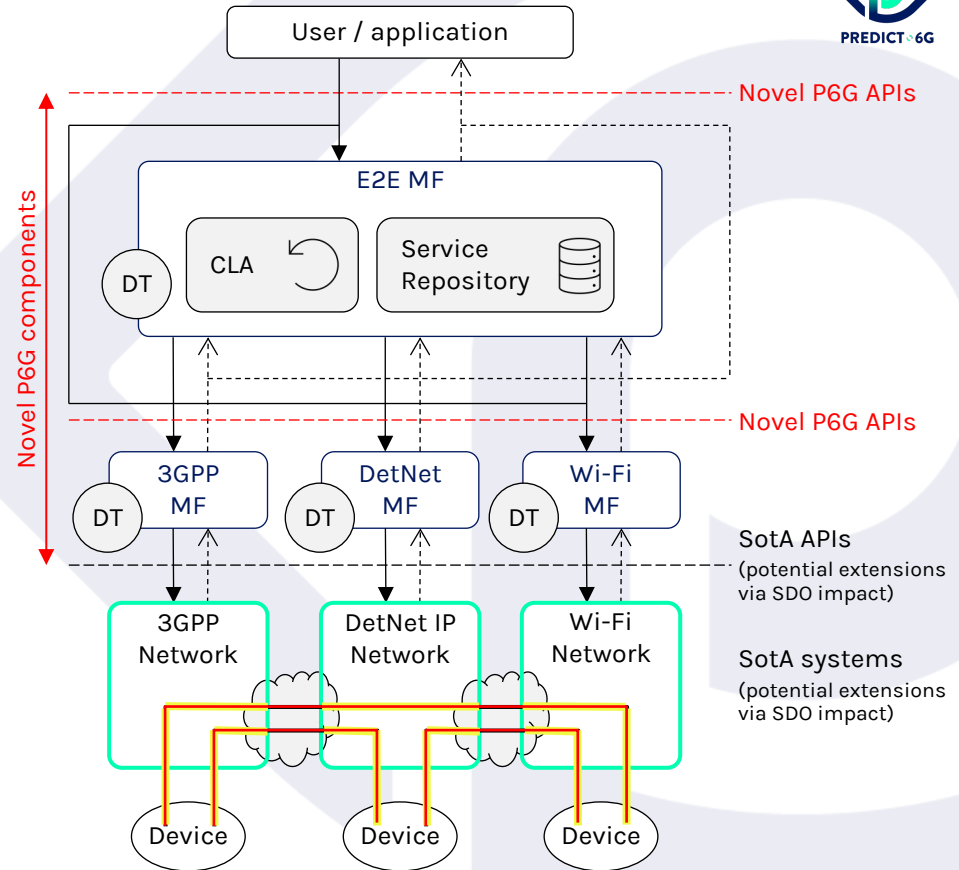 User / application
PREDICT 6G
Novel P6G APIs
E2E MF
CLA
Service
Repository
DT
Novel P6G components
Novel P6G APIs
3GPP
MF
DetNet
MF
Wi-Fi
MF
DT
DT
DT
SotA APIs
(potential extensions
via SDO impact)
3GPP
Network
DetNet IP
Network
Wi-Fi
Network
SotA systems
(potential extensions
via SDO impact)
Device
Device
Device